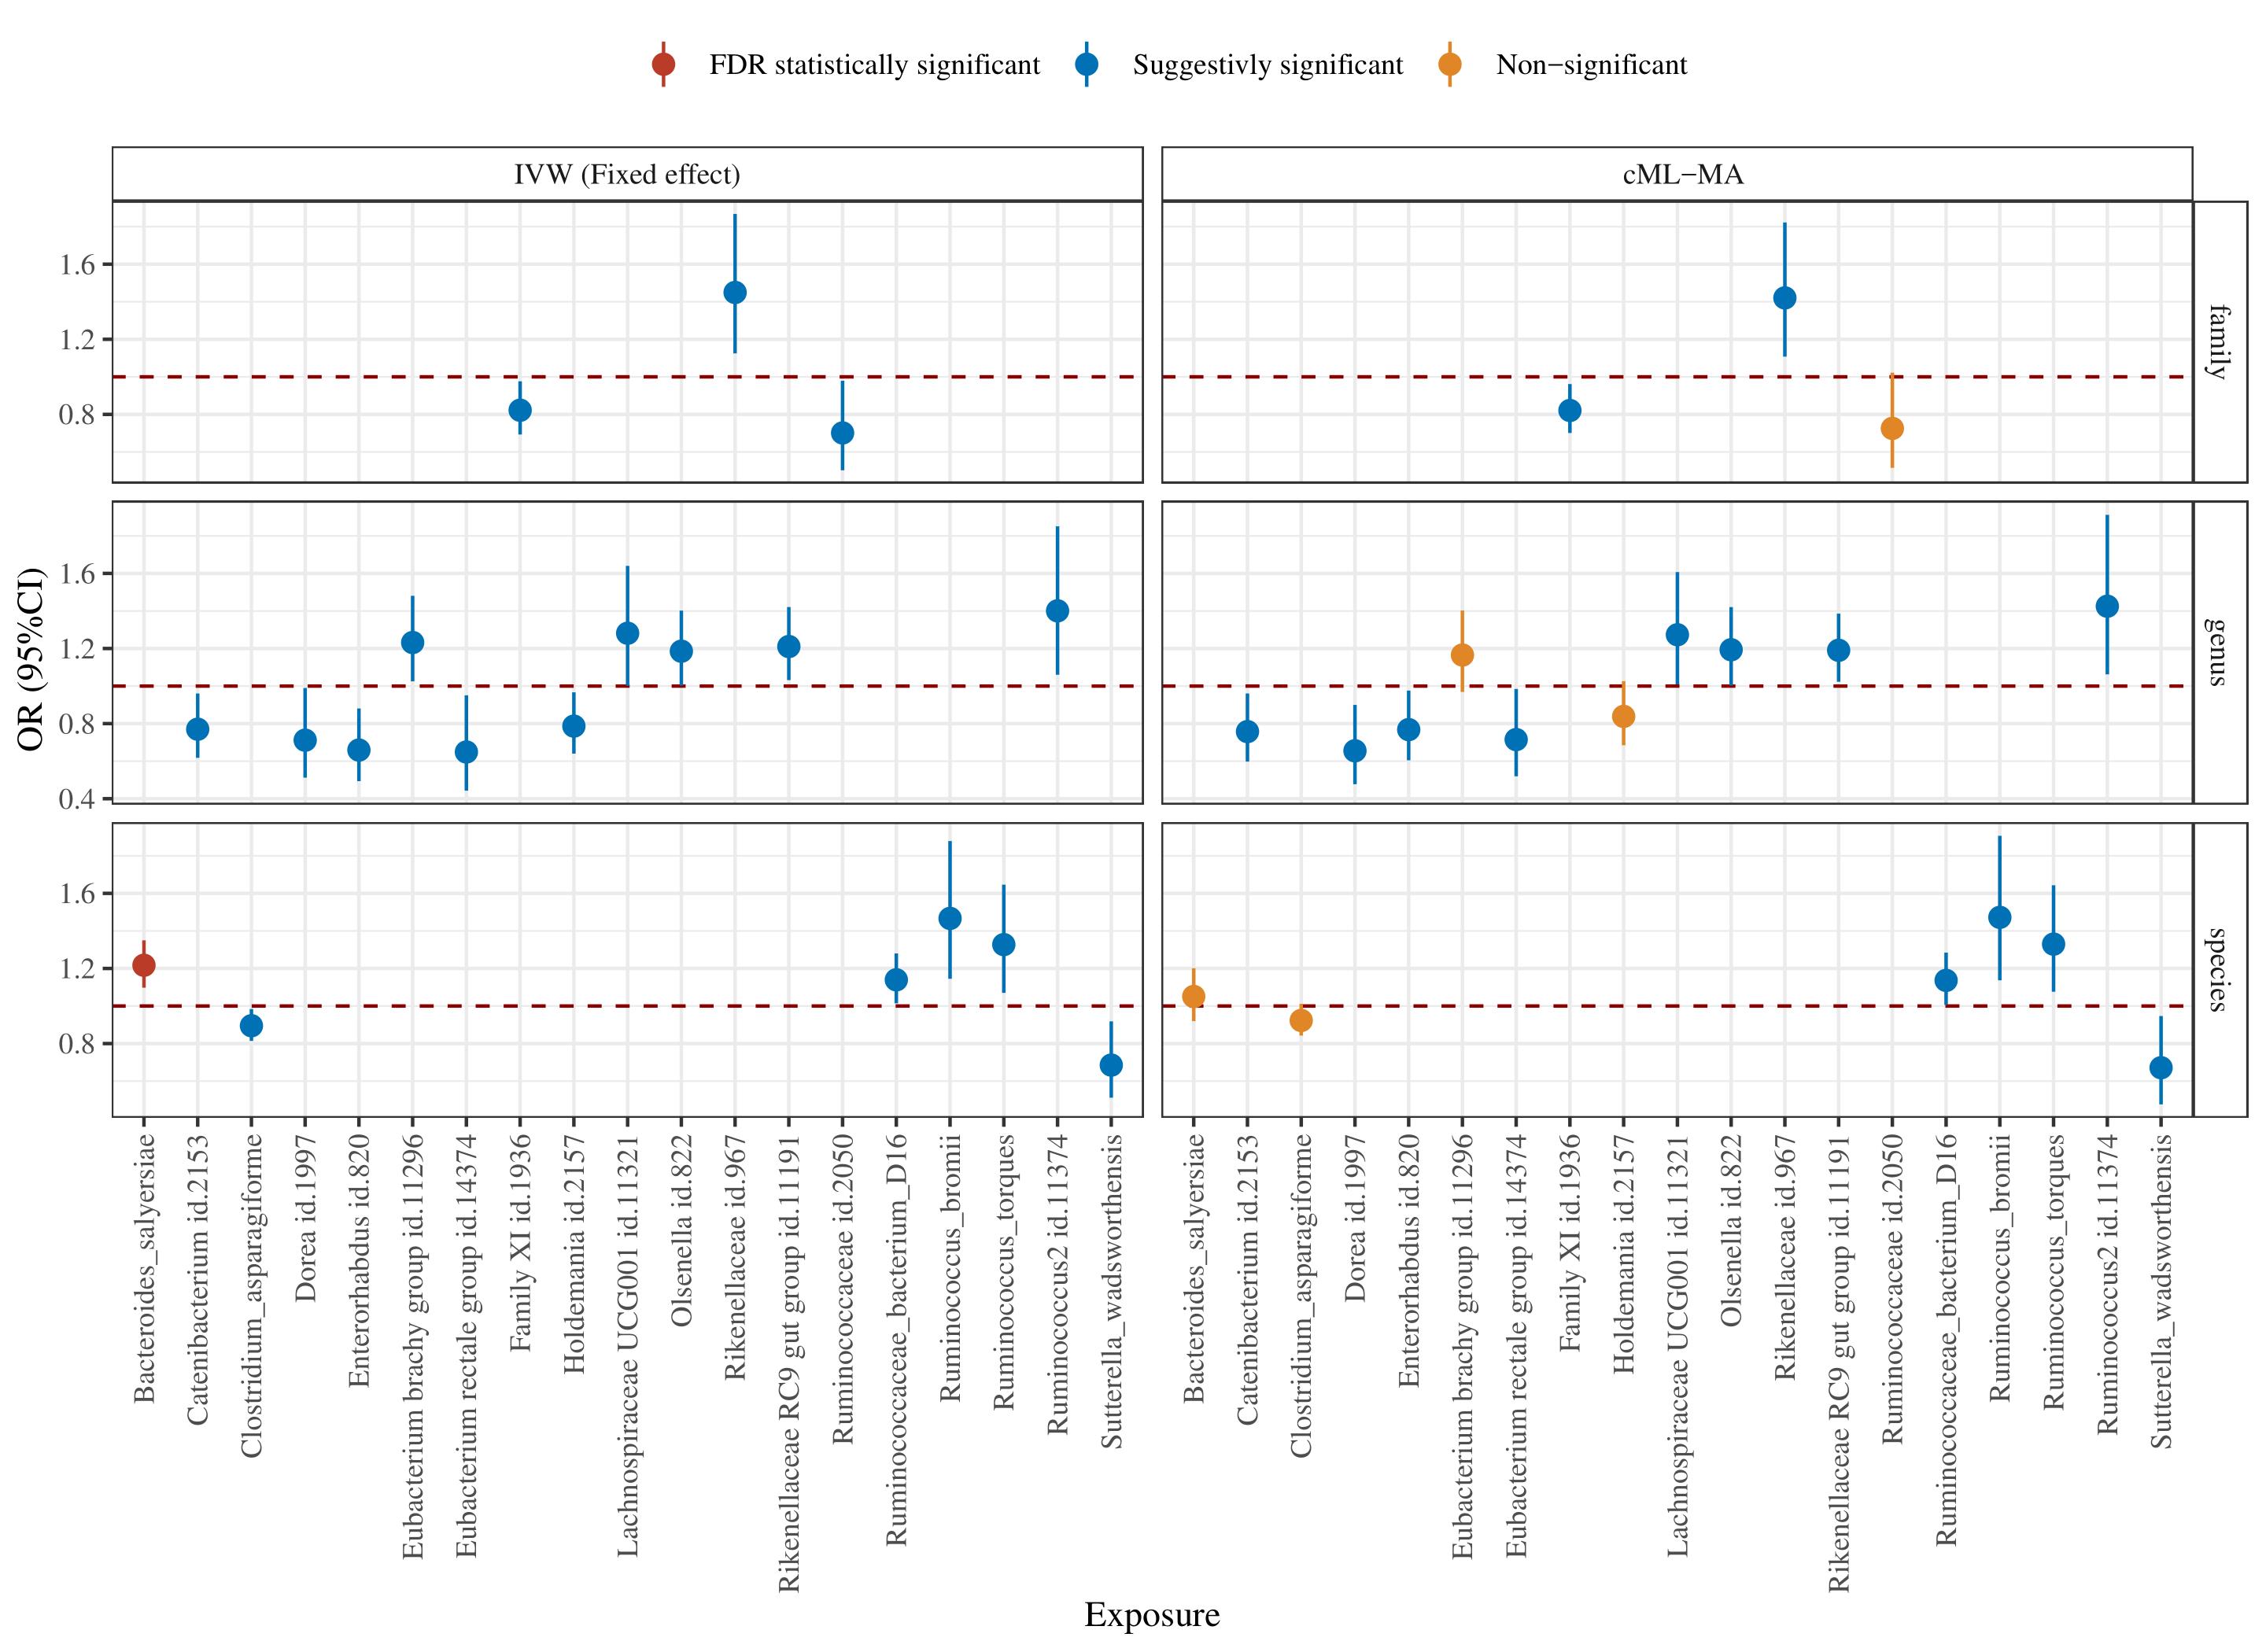 FDR statistically significant
Suggestivly significant
Non−significant
IVW (Fixed effect)
cML−MA
OR (95%CI)
1.6
1.2
0.8
family
1.6
1.2
0.8
0.4
genus
1.6
1.2
0.8
species
Bacteroides_salyersiae
Catenibacterium id.2153
Clostridium_asparagiforme
Dorea id.1997
Enterorhabdus id.820
Eubacterium brachy group id.11296
Eubacterium rectale group id.14374
Family XI id.1936
Holdemania id.2157
Lachnospiraceae UCG001 id.11321
Olsenella id.822
Rikenellaceae id.967
Rikenellaceae RC9 gut group id.11191
Ruminococcaceae id.2050
Ruminococcaceae_bacterium_D16
Ruminococcus_bromii
Ruminococcus_torques
Ruminococcus2 id.11374
Sutterella_wadsworthensis
Bacteroides_salyersiae
Catenibacterium id.2153
Clostridium_asparagiforme
Dorea id.1997
Enterorhabdus id.820
Eubacterium brachy group id.11296
Eubacterium rectale group id.14374
Family XI id.1936
Holdemania id.2157
Lachnospiraceae UCG001 id.11321
Olsenella id.822
Rikenellaceae id.967
Rikenellaceae RC9 gut group id.11191
Ruminococcaceae id.2050
Ruminococcaceae_bacterium_D16
Ruminococcus_bromii
Ruminococcus_torques
Ruminococcus2 id.11374
Sutterella_wadsworthensis
Exposure